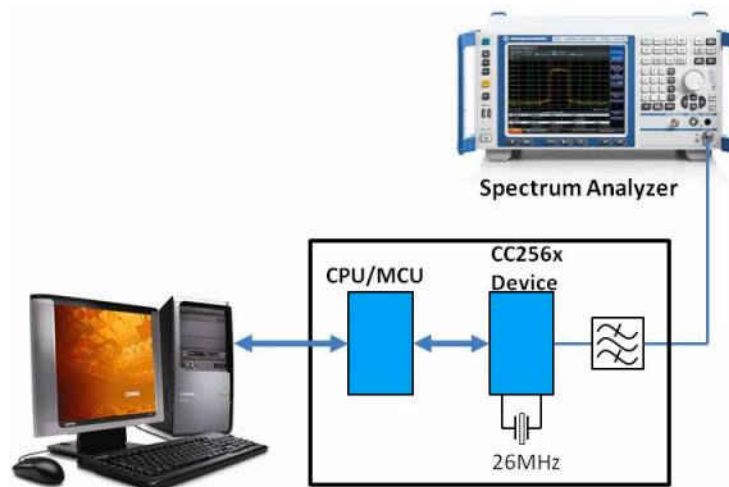 Spectrum Analyzer
CPU/MCU
CC256x
Device
26MHz